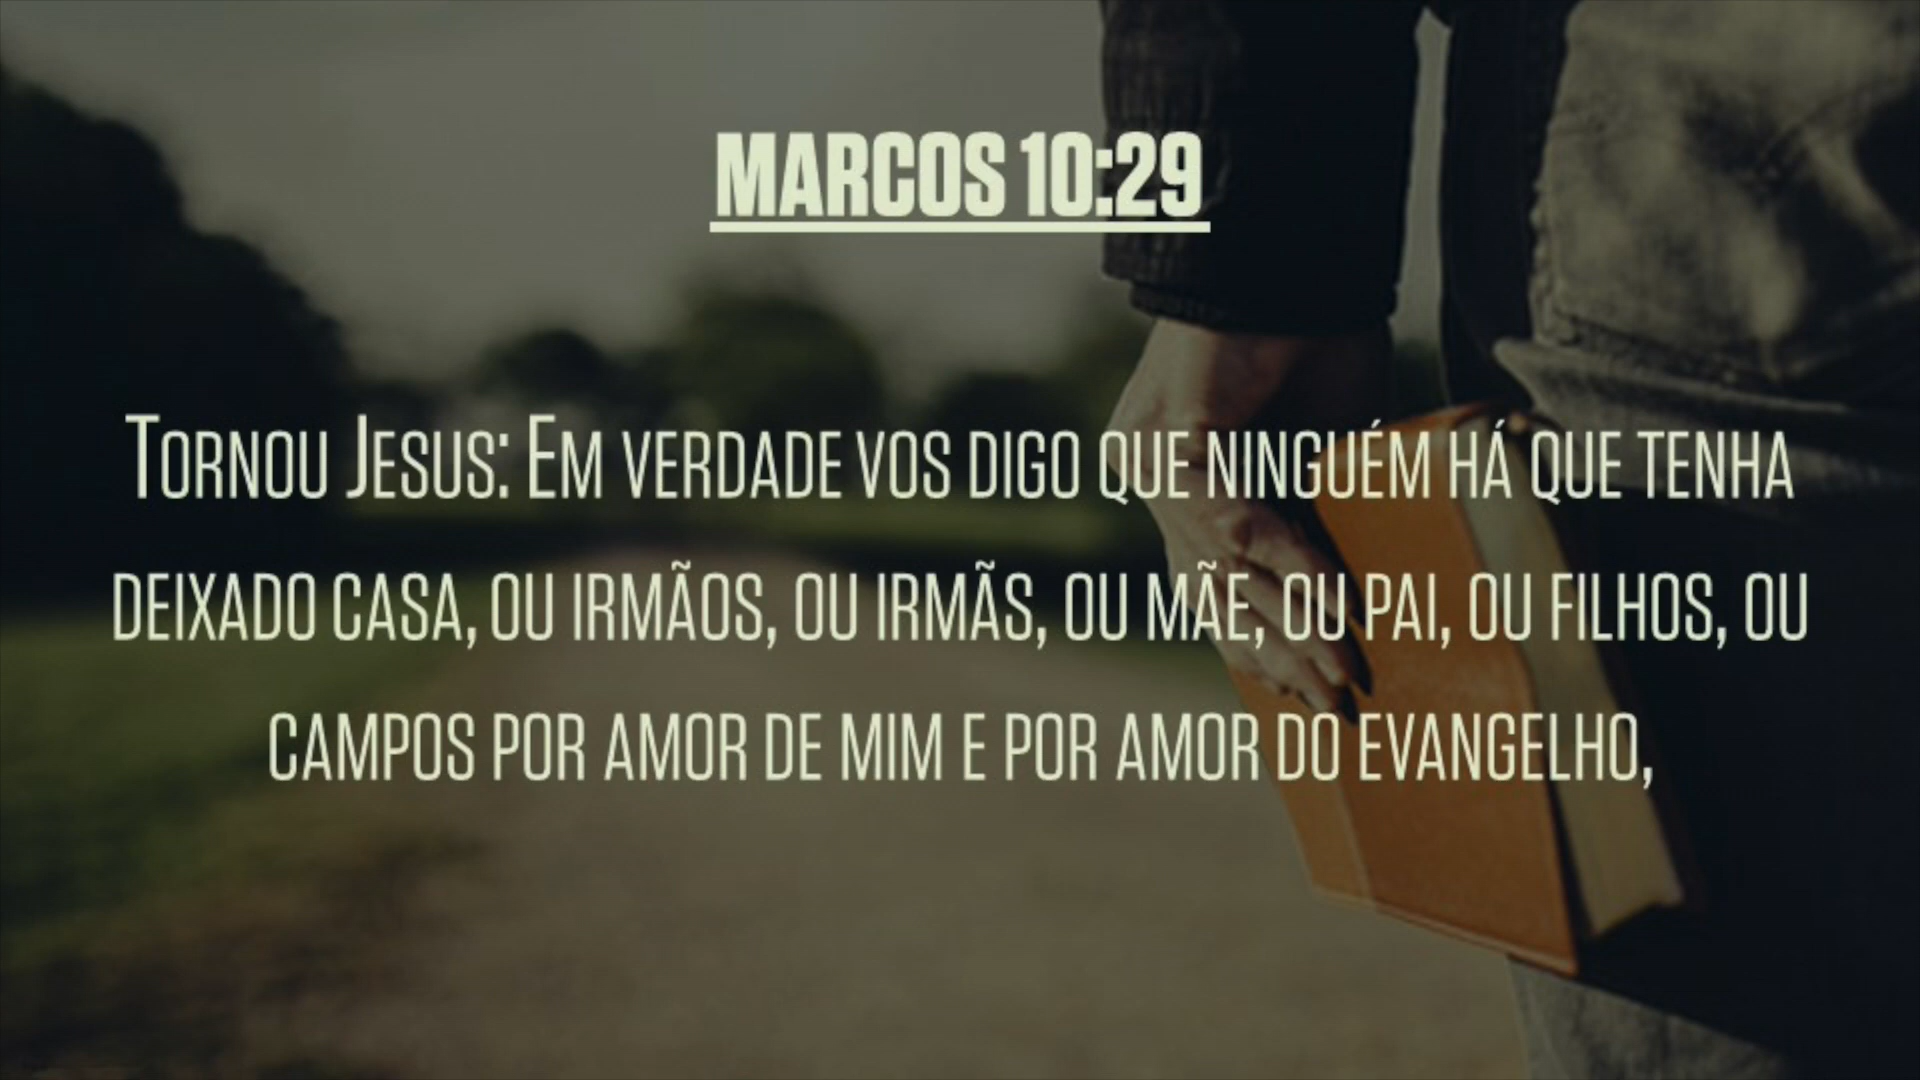 MARCOS 10:29
TORNOU JESUS: EM VERDADE VOS DIGO QUE NINGUÉM HÁ QUE TENHA
DEIXADO CASA, OU IRMÃOS, OU IRMÃS, OU MÃE, OU PAI, OU FILHOS, OU
CAMPOS POR AMOR DE MIM E POR AMOR DO EVANGELHO,